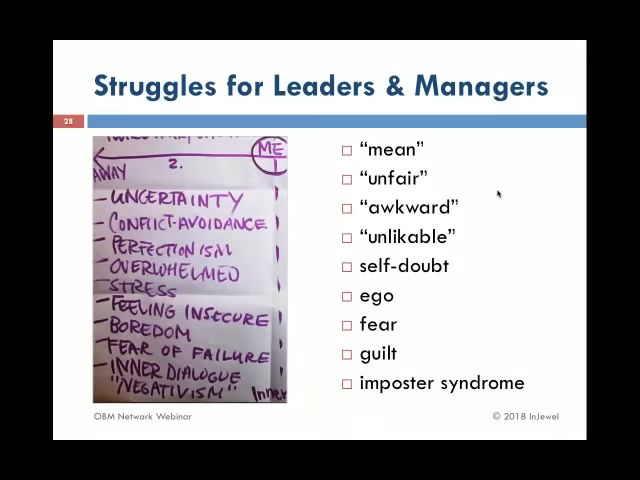 Struggles for Leaders & Managers
28
ME
2.
AWAY
- UNCERTAINTY
- CONFLICT-AVOIDANCE
- PERFECTIONISM
- OVERWHELMED
- STRESS
- FEELING INSECURE
- BOREDOM
- FEAR OF FAILURE
- INNER DIALOGUE
"NEGATIVISM"
Inner
“mean”
“unfair”
“awkward”
“unlikable”
self-doubt
ego
fear
guilt
imposter syndrome
OBM Network Webinar
© 2018 InJewel